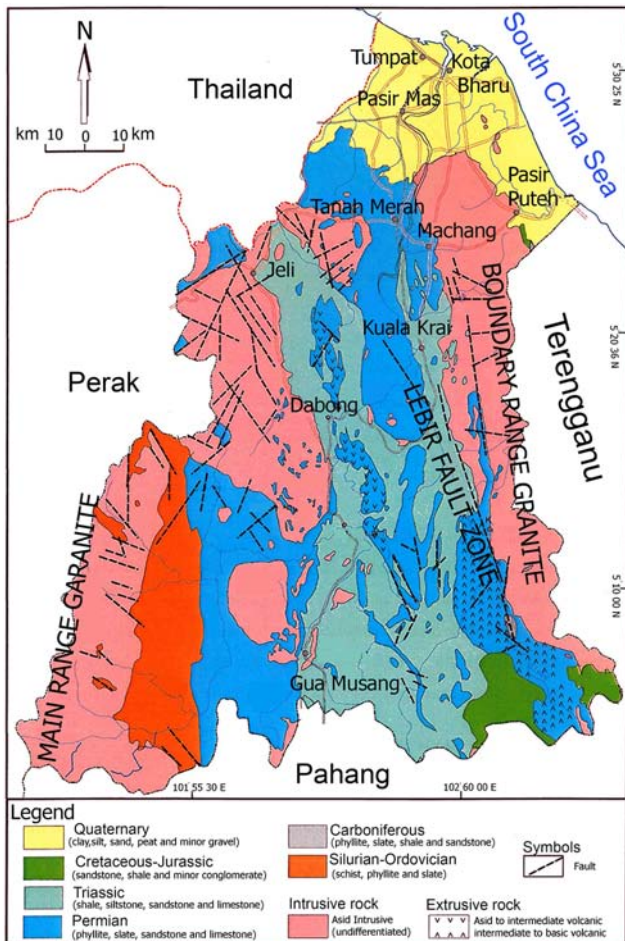 N
km 10 0 10 km
Thailand
South China Sea
Tumpat
Kota
Bharu
Pasir Mas
Pasir
Puteh
Tanah Merah
Machang
Jeli
Kuala Krai
Perak
Dabong
Terengganu
BOUNDARY RANGE GRANITE
LEBIR FAULT ZONE
MAIN RANGE GARANITE
Gua Musang
Pahang
5 30 25 N
5 20 36 N
5 10 00 N
101 55 30 E
102 60 00 E
Legend
Quaternary
(clay,silt, sand, peat and minor gravel)
Cretaceous-Jurassic
(sandstone, shale and minor conglomerate)
Triassic
(shale, siltstone, sandstone and limestone)
Permian
(phyllite, slate, sandstone and limestone)
Carboniferous
(phyllite, slate, shale and sandstone)
Silurian-Ordovician
(schist, phyllite and slate)
Intrusive rock
Asid Intrusive
(undifferentiated)
Symbols
Fault
Extrusive rock
Asid to intermediate volcanic
intermediate to basic volcanic